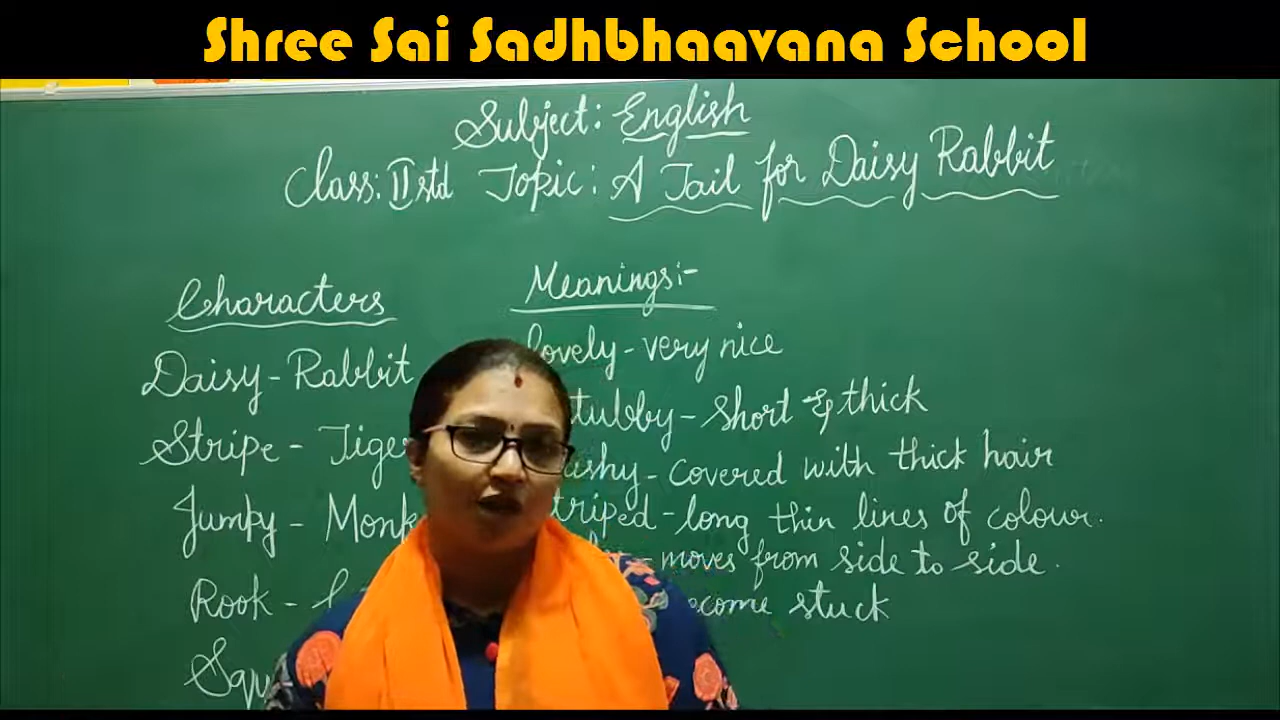 Shree Sai Sadhbhaavana School
Subject: English
Class: II std Topic: A Tail for Daisy Rabbit
Characters
Daisy - Rabbit
Stripe - Tiger
Jumpy - Monk
Rook -
Squ
Meanings:-
Lovely - very nice
tubby - short & thick
ushy - covered with thick hair
triped - long thin lines of colour.
- moves from side to side.
ecome stuck